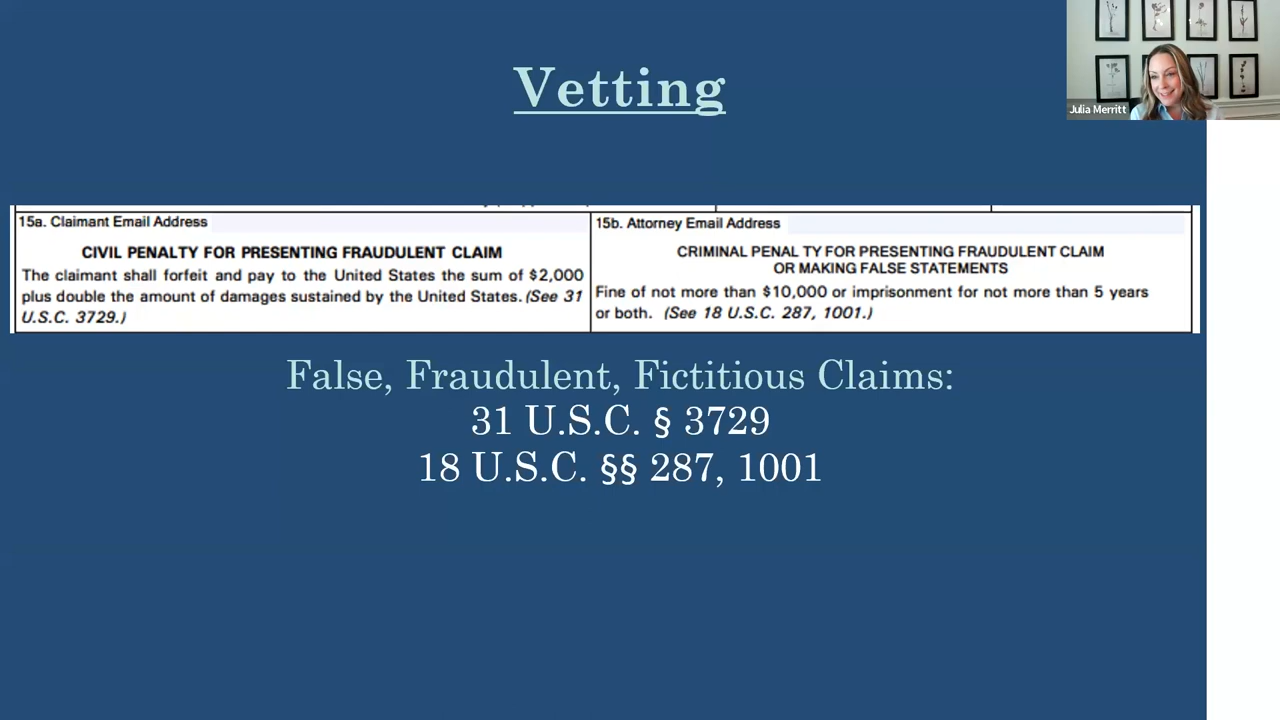 Vetting
Julia Merritt
15a. Claimant Email Address
CIVIL PENALTY FOR PRESENTING FRAUDULENT CLAIM
The claimant shall forfeit and pay to the United States the sum of $2,000
plus double the amount of damages sustained by the United States. (See 31
U.S.C. 3729.)
15b. Attorney Email Address
CRIMINAL PENAL TY FOR PRESENTING FRAUDULENT CLAIM
OR MAKING FALSE STATEMENTS
Fine of not more than $10,000 or imprisonment for not more than 5 years
or both. (See 18 U.S.C. 287, 1001.)
False, Fraudulent, Fictitious Claims:
31 U.S.C. § 3729
18 U.S.C. §§ 287, 1001